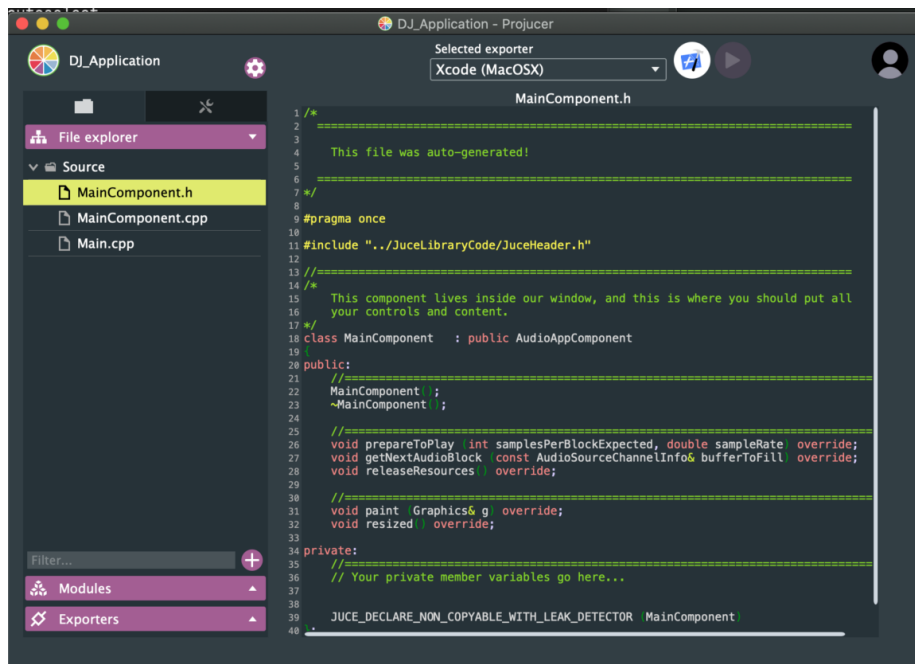 DJ_Application - Projucer
DJ_Application
Selected exporter
Xcode (MacOSX)
File explorer
Source
MainComponent.h
MainComponent.cpp
Main.cpp
Filter...
Modules
Exporters
MainComponent.h
1 /*
2 ==============================================================================
3
4 This file was auto-generated!
5
6 ==============================================================================
7 */
8
9 #pragma once
10
11 #include "../JuceLibraryCode/JuceHeader.h"
12
13 //==============================================================================
14 /*
15 This component lives inside our window, and this is where you should put all
16 your controls and content.
17 */
18 class MainComponent   : public AudioAppComponent
19 {
20 public:
21 //==============================================================================
22 MainComponent();
23 ~MainComponent();
24
25 //==============================================================================
26 void prepareToPlay (int samplesPerBlockExpected, double sampleRate) override;
27 void getNextAudioBlock (const AudioSourceChannelInfo& bufferToFill) override;
28 void releaseResources() override;
29
30 //==============================================================================
31 void paint (Graphics& g) override;
32 void resized() override;
33
34 private:
35 //==============================================================================
36 // Your private member variables go here...
37
38
39 JUCE_DECLARE_NON_COPYABLE_WITH_LEAK_DETECTOR (MainComponent)
40